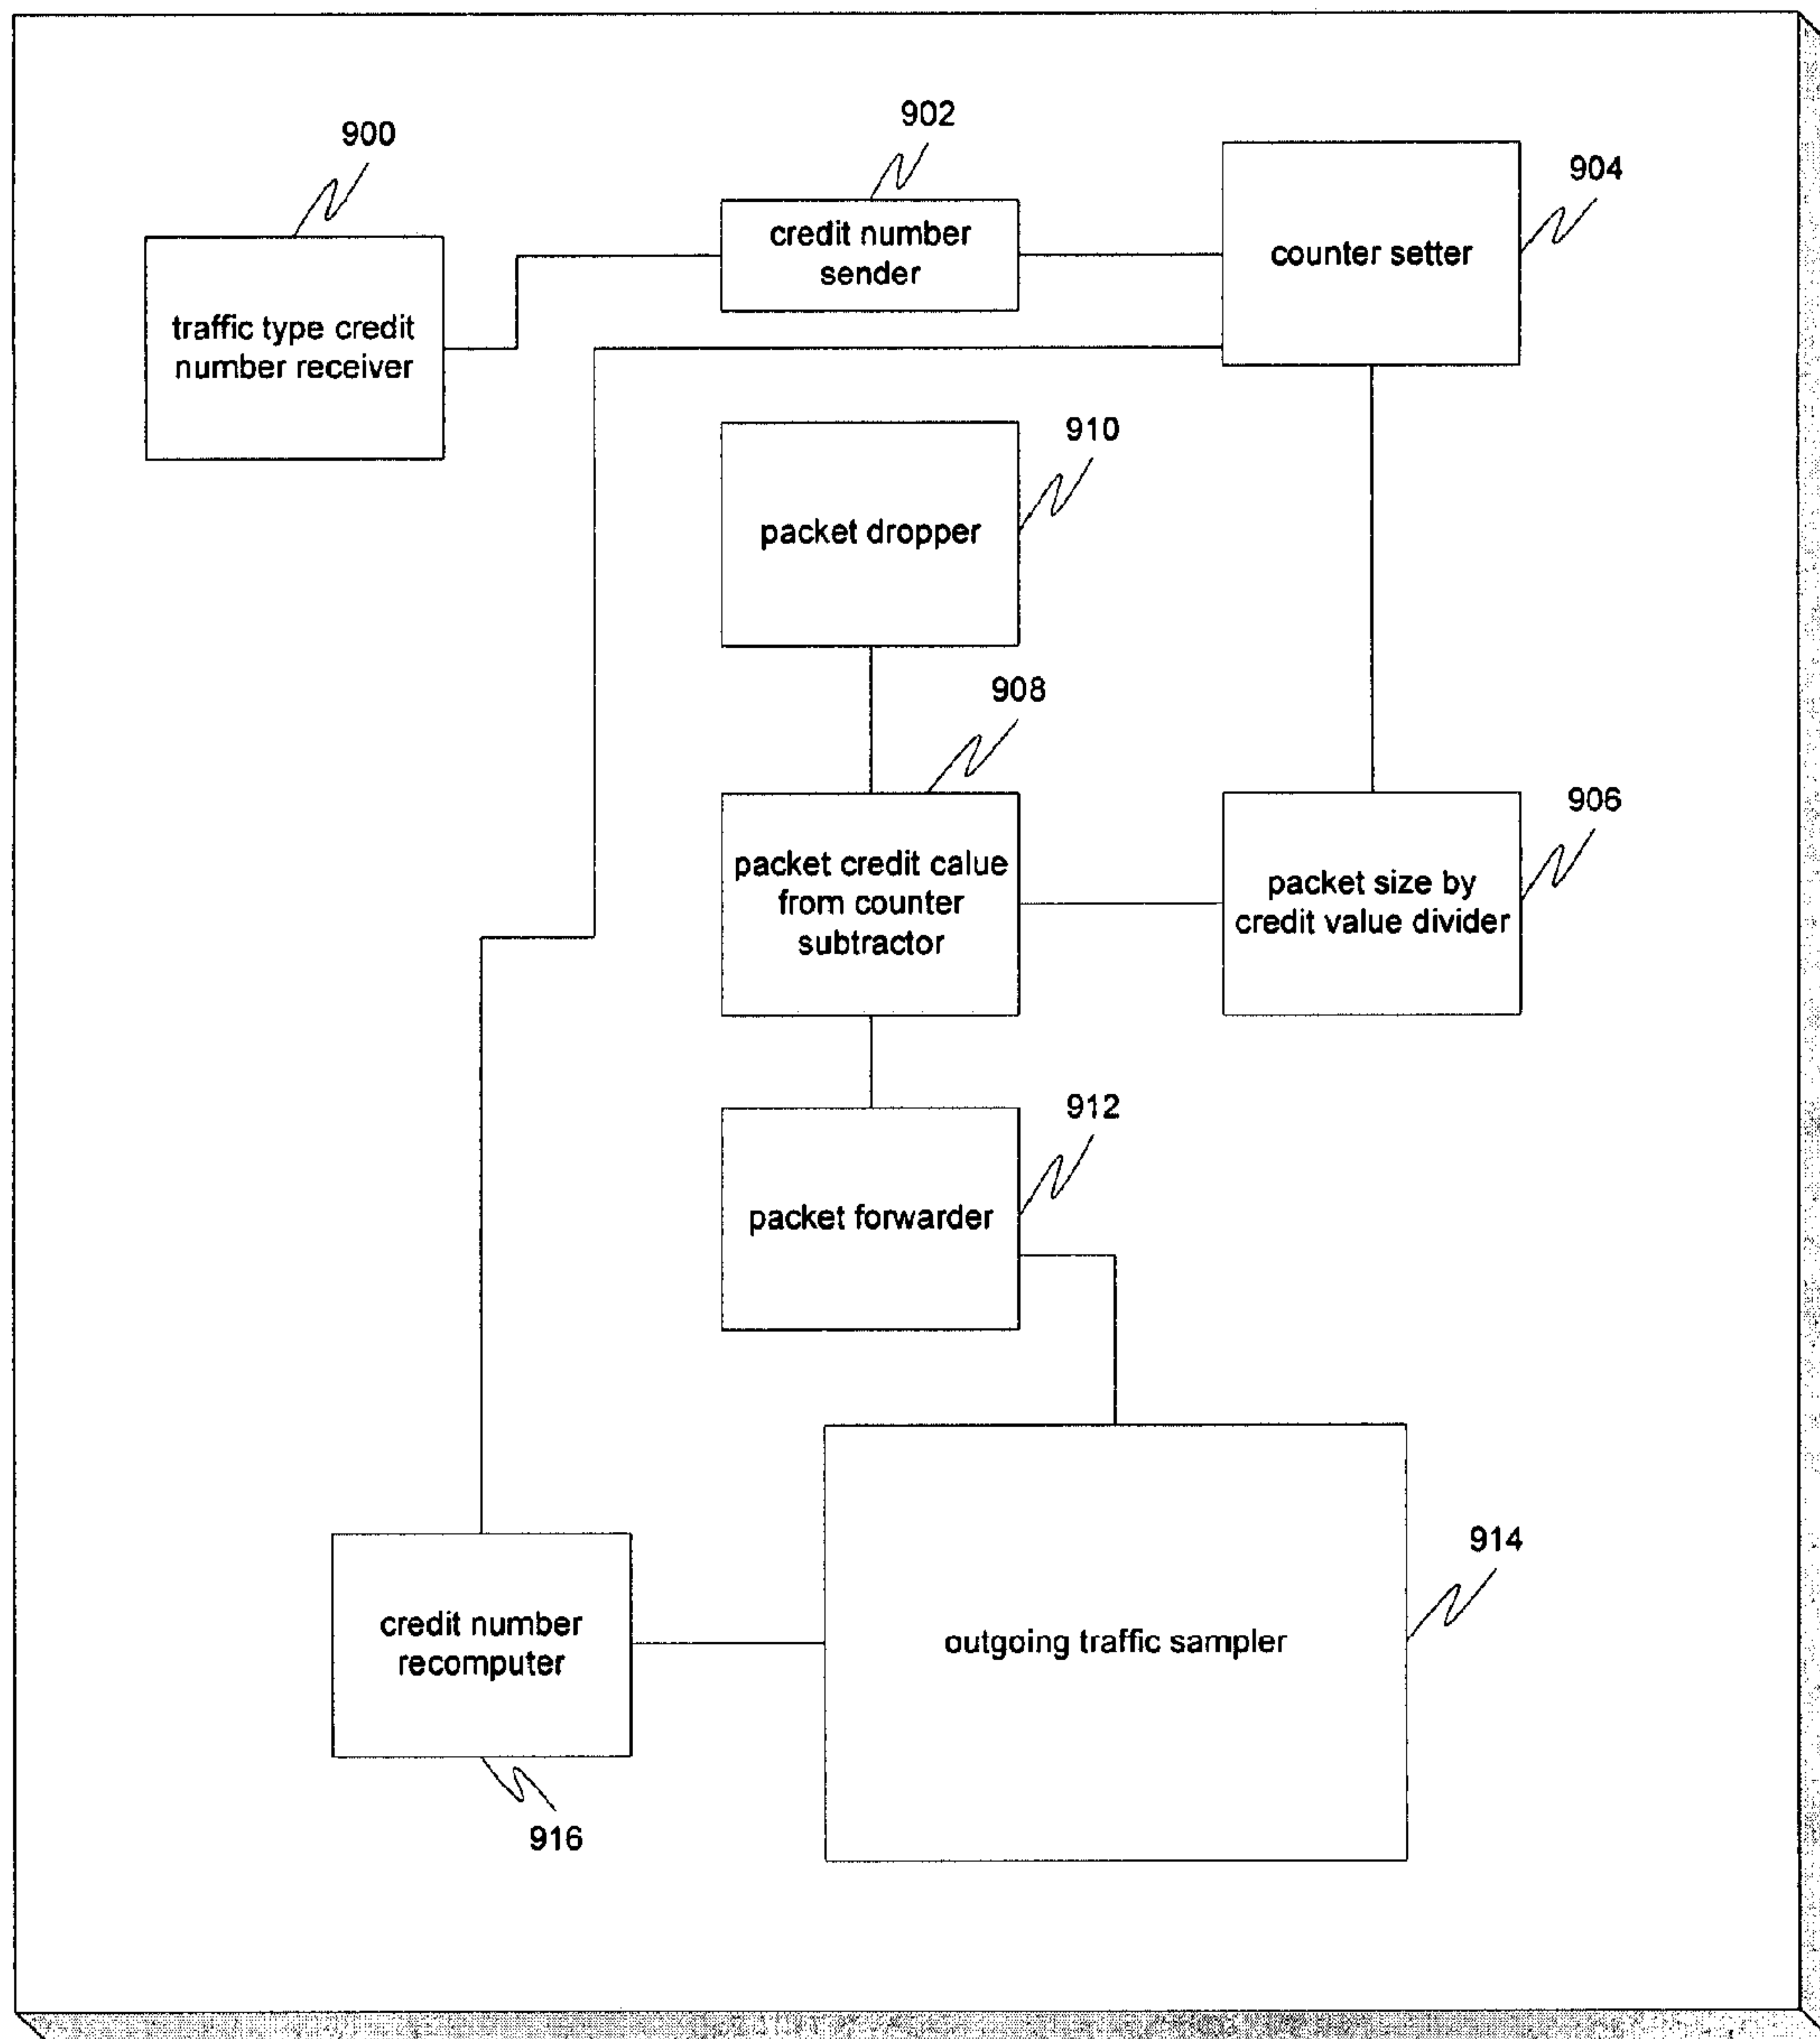 902
900
904
credit number
sender
counter setter
traffic type credit
number receiver
910
packet dropper
908
906
packet credit calue
from counter
subtractor
packet size by
credit value divider
912
packet forwarder
914
credit number
recomputer
outgoing traffic sampler
916